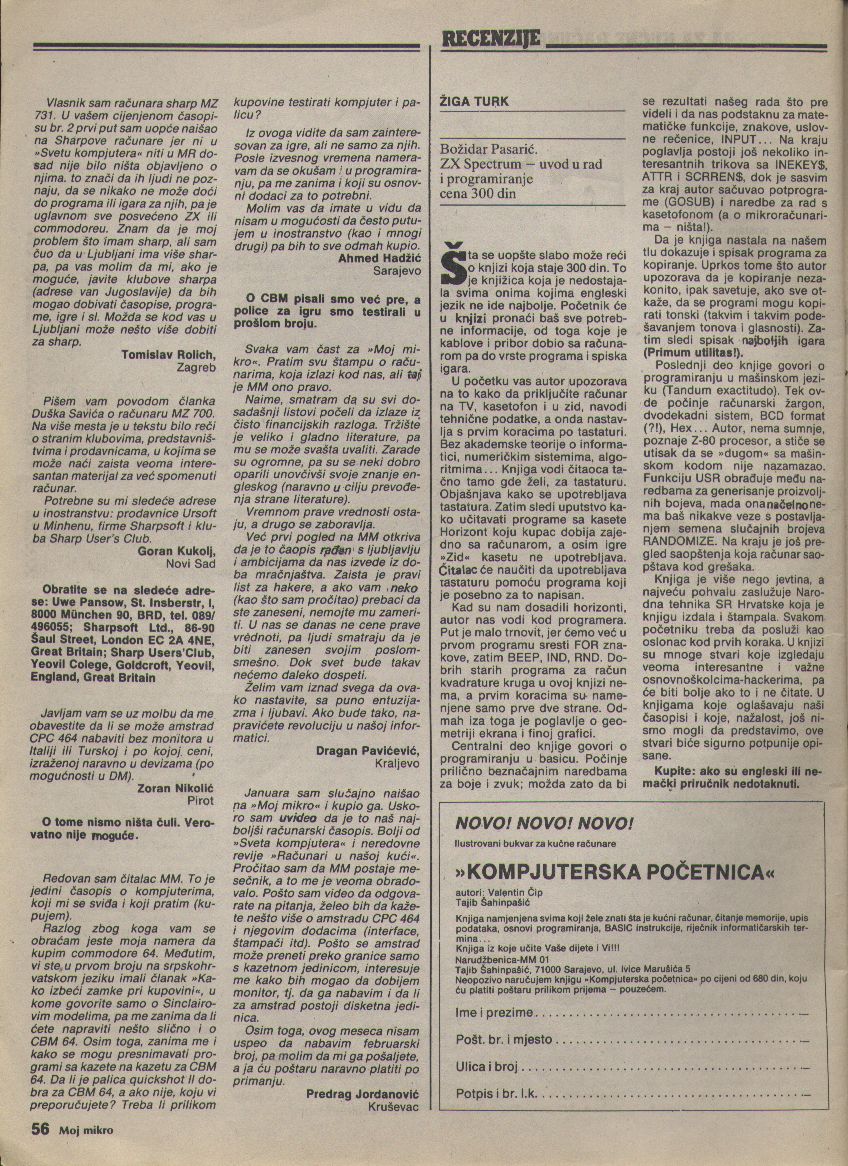 RECENZIJE
Vlasnik sam računara sharp MZ
731. U vašem cijenjenom časopi-
su br. 2 prvi put sam uopće naišao
na Sharpove računare jer ni u
»Svetu kompjutera« niti u MR do-
sad nije bilo ništa objavljeno o
njima. to znači da ih ljudi ne poz-
naju, da se nikako ne može doći
do programa ili igara za njih, pa je
uglavnom sve posvećeno ZX ili
commodoreu. Znam da je moj
problem što imam sharp, ali sam
čuo da u Ljubljani ima više shar-
pa, pa vas molim da mi, ako je
moguće, javite klubove sharpa
(adrese van Jugoslavije) da bih
mogao dobivati časopise, progra-
me, igre i sl. Možda se kod vas u
Ljubljani može nešto više dobiti
za sharp.
Tomislav Rolich,
Zagreb
Pišem vam povodom članka
Duška Savića o računaru MZ 700.
Na više mesta je u tekstu bilo reči
o stranim klubovima, predstavniš-
tvima i prodavnicama, u kojima se
može naći zaista veoma intere-
santan materijal za već spomenuti
računar.
Potrebne su mi sledeće adrese
u inostranstvu: prodavnice Ursoft
u Minhenu, firme Sharpsoft i klu-
ba Sharp User's Club.
Goran Kukolj,
Novi Sad
Obratite se na sledeće adre-
se: Uwe Pansow, St. Insberstr, I,
8000 München 90, BRD, tel. 089/
496055; Sharpsoft Ltd., 86-90
Šaul Street, London EC 2A 4NE,
Great Britain; Sharp Users'Club,
Yeovil Colege, Goldcroft, Yeovil,
England, Great Britain
Javljam vam se uz molbu da me
obavestite da li se može amstrad
CPC 464 nabaviti bez monitora u
Italiji ili Turskoj i po kojoj ceni,
izraženoj naravno u devizama (po
mogućnosti u DM).
Zoran Nikolić
Pirot
O tome nismo ništa čuli. Vero-
vatno nije moguće.
Redovan sam čitalac MM. To je
jedini časopis o kompjuterima,
koji mi se sviđa i koji pratim (ku-
pujem).
Razlog zbog koga vam se
obraćam jeste moja namera da
kupim commodore 64. Međutim,
vi ste,u prvom broju na srpskohr-
vatskom jeziku imali članak »Ka-
ko izbeći zamke pri kupovini«, u
kome govorite samo o Sinclairo-
vim modelima, pa me zanima da li
ćete napraviti nešto slično i o
CBM 64. Osim toga, zanima me i
kako se mogu presnimavati pro-
grami sa kazete na kazetu za CBM
64. Da li je palica quickshot II do-
bra za CBM 64, a ako nije, koju vi
preporučujete? Treba li prilikom
kupovine testirati kompjuter i pa-
licu?
Iz ovoga vidite da sam zaintere-
sovan za igre, ali ne samo za njih.
Posle izvesnog vremena namera-
vam da se okušam i u programira-
nju, pa me zanima i koji su osnov-
ni dodaci za to potrebni.
Molim vas da imate u vidu da
nisam u mogućosti da često putu-
jem u inostranstvo (kao i mnogi
drugi) pa bih to sve odmah kupio.
Ahmed Hadžić
Sarajevo
O CBM pisali smo već pre, a
police za igru smo testirali u
prošlom broju.
Svaka vam čast za »Moj mi-
kro«. Pratim svu štampu o raču-
narima, koja izlazi kod nas, ali taj
je MM ono pravo.
Naime, smatram da su svi do-
sadašnji listovi počeli da izlaze iz
čisto financijskih razloga. Tržište
je veliko i gladno literature, pa
mu se može svašta uvaliti. Zarade
su ogromne, pa su se neki dobro
oparili unovčivši svoje znanje en-
gleskog (naravno u cilju prevođe-
nja strane literature).
Vremnom prave vrednosti osta-
ju, a drugo se zaboravlja.
Već prvi pogled na MM otkriva
da je to čaopis rađen s ljubljavlju
i ambicijama da nas izvede iz do-
ba mračnjaštva. Zaista je pravi
list za hakere, a ako vam neko
(kao što sam pročitao) prebaci da
ste zaneseni, nemojte mu zameri-
ti. U nas se danas ne cene prave
vrèdnosti, pa ljudi smatraju da je
biti zanesen svojim poslom-
smešno. Dok svet bude takav
nećemo daleko dospeti.
Želim vam iznad svega da ova-
ko nastavite, sa puno entuzija-
zma i ljubavi. Ako bude tako, na-
pravićete revoluciju u našoj infor-
matici.
Dragan Pavićević,
Kraljevo
Januara sam slučajno naišao
na »Moj mikro« i kupio ga. Usko-
ro sam uvideo da je to naš naj-
boljši računarski časopis. Bolji od
»Sveta kompjutera« i neredovne
revije »Računari u našoj kući«.
Pročitao sam da MM postaje me-
sečnik, a to me je veoma obrado-
valo. Pošto sam video da odgova-
rate na pitanja, želeo bih da kaže-
te nešto više o amstradu CPC 464
i njegovim dodacima (interface,
štampači itd). Pošto se amstrad
može preneti preko granice samo
s kazetnom jedinicom, interesuje
me kako bih mogao da dobijem
monitor, tj. da ga nabavim i da li
za amstrad postoji disketna jedi-
nica.
Osim toga, ovog meseca nisam
uspeo da nabavim februarski
broj, pa molim da mi ga pošaljete,
a ja ću poštaru naravno platiti po
primanju.
Predrag Jordanović
Kruševac
ŽIGA TURK
Božidar Pasarić.
ZX Spectrum – uvod u rad
i programiranje
cena 300 din
Šta se uopšte slabo može reći
o knjizi koja staje 300 din. To
je knjižica koja je nedostaja-
la svima onima kojima engleski
jezik ne ide najbolje. Početnik će
u knjizi pronaći baš sve potreb-
ne informacije, od toga koje je
kablove i pribor dobio sa računa-
rom pa do vrste programa i spiska
igara.
U početku vas autor upozorava
na to kako da priključite računar
na TV, kasetofon i u zid, navodi
tehničke podatke, a onda nastav-
lja s prvim koracima po tastaturi.
Bez akademske teorije o informa-
tici, numeričkim sistemima, algo-
ritmima... Knjiga vodi čitaoca ta-
čno tamo gde želi, za tastaturu.
Objašnjava kako se upotrebljava
tastatura. Zatim sledi uputstvo ka-
ko učitavati programe sa kasete
Horizont koju kupac dobija zaje-
dno sa računarom, a osim igre
»Zid« kasetu ne upotrebljava.
Čitalac će naučiti da upotrebljava
tastaturu pomoću programa koji
je posebno za to napisan.
Kad su nam dosadili horizonti,
autor nas vodi kod programera.
Put je malo trnovit, jer ćemo već u
prvom programu sresti FOR zna-
kove, zatim BEEP, IND, RND. Do-
brih starih programa za račun
kvadrature kruga u ovoj knjizi ne-
ma, a prvim koracima su name-
njene samo prve dve strane. Od-
mah iza toga je poglavlje o geo-
metriji ekrana i finoj grafici.
Centralni deo knjige govori o
programiranju u basicu. Počinje
prilično beznačajnim naredbama
za boje i zvuk; možda zato da bi
se rezultati našeg rada što pre
videli i da nas podstaknu za mate-
matičke funkcije, znakove, uslov-
ne rečenice, INPUT... Na kraju
poglavlja postoji još nekoliko in-
teresantnih trikova sa INEKEY$,
ATTR i SCRREN$, dok je sasvim
za kraj autor sačuvao potprogra-
me (GOSUB) i naredbe za rad s
kasetofonom (a o mikroračunari-
ma – ništa!).
Da je knjiga nastala na našem
tlu dokazuje i spisak programa za
kopiranje. Uprkos tome što autor
upozorava da je kopiranje neza-
konito, ipak savetuje, ako sve ot-
kaže, da se programi mogu kopi-
rati tonski (takvim i takvim pode-
šavanjem tonova i glasnosti). Za-
tim sledi spisak najboljih igara
(Primum utilitas!).
Poslednji deo knjige govori o
programiranju u mašinskom jezi-
ku (Tandum exactitudo). Tek ov-
de počinje računarski žargon,
dvodekadni sistem, BCD format
(?!), Hex... Autor, nema sumnje,
poznaje Z-80 procesor, a stiče se
utisak da se »dugom« sa mašin-
skom kodom nije nazamazao.
Funkciju USR obrađuje među na-
redbama za generisanje proizvolj-
nih bojeva, mada ona načelno ne-
ma baš nikakve veze s postavlja-
njem semena slučajnih brojeva
RANDOMIZE. Na kraju je još pre-
gled saopštenja koja računar sao-
pštava kod grešaka.
Knjiga je više nego jevtina, a
najveću pohvalu zaslužuje Naro-
dna tehnika SR Hrvatske koja je
knjigu izdala i štampala. Svakom
početniku treba da posluži kao
oslonac kod prvih koraka. U knjizi
su mnoge stvari koje izgledaju
veoma interesantne i važne
osnovnoškolcima-hackerima, pa
će biti bolje ako to i ne čitate. U
knjigama koje oglašavaju naši
časopisi i koje, nažalost, još ni-
smo mogli da predstavimo, ove
stvari biće sigurno potpunije opi-
sane.
Kupite: ako su engleski ili ne-
mački priručnik nedotaknuti.
NOVO! NOVO! NOVO!
Ilustrovani bukvar za kućne računare
»KOMPJUTERSKA POČETNICA«
autori: Valentin Čip
Tajib Šahinpašić
Knjiga namjenjena svima koji žele znati šta je kućni računar, čitanje memorije, upis
podataka, osnovi programiranja, BASIC instrukcije, riječnik informatičarskih ter-
mina...
Knjiga iz koje učite Vaše dijete i Vi!!!
Narudžbenica-MM 01
Tajib Šahinpašić, 71000 Sarajevo, ul. Ivice Marušića 5
Neopozivo naručujem knjigu »Kompjuterska početnica« po cijeni od 680 din, koju
ću platiti poštaru prilikom prijema – pouzećem.
Ime i prezime
Pošt. br. i mjesto
Ulica i broj
Potpis i br. l.k.
56 Moj mikro